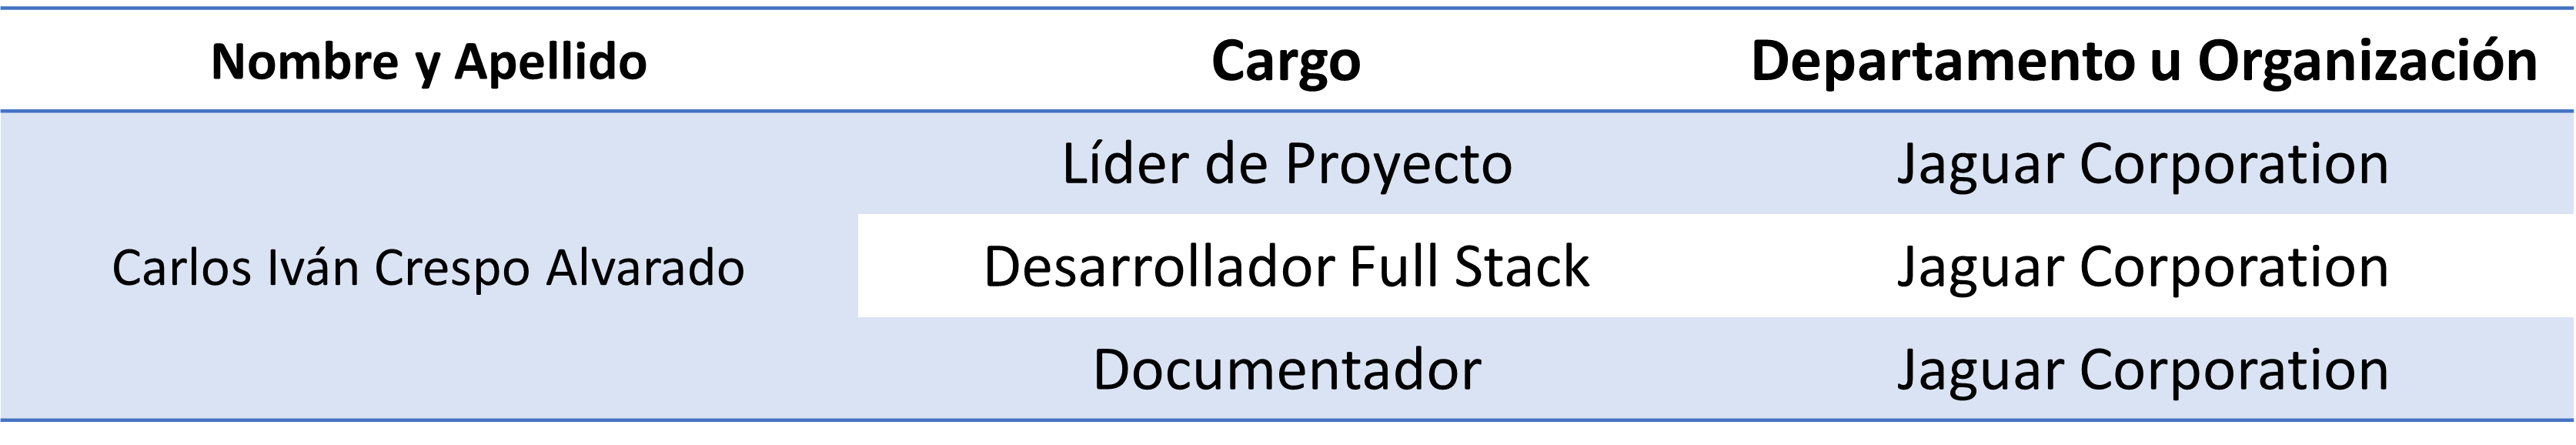 Nombre y Apellido Cargo Departamento u Organización
Líder de Proyecto Jaguar Corporation
Carlos Iván Crespo Alvarado Desarrollador Full Stack Jaguar Corporation
Documentador Jaguar Corporation